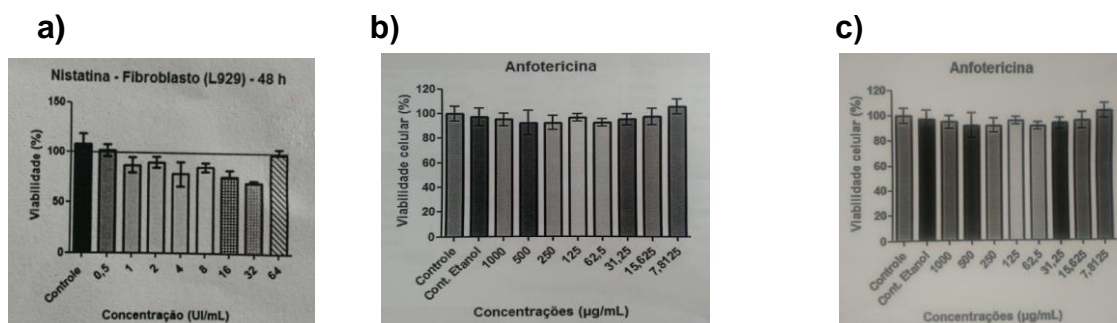 a)
b)
c)
Nistatina - Fibroblasto (L929) - 48 h
Viabilidade (%)
150
100
50
0
Controle
0,5
1
2
4
8
16
32
64
Concentração (UI/mL)
Anfotericina
Viabilidade celular (%)
120
100
80
60
40
20
0
Controle
Cont. Etanol
1000
500
250
125
62,5
31,25
15,625
7,8125
Concentrações (µg/mL)
Anfotericina
Viabilidade celular (%)
120
100
80
60
40
20
0
Controle
Cont. Etanol
1000
500
250
125
62,5
31,25
15,625
7,8125
Concentrações (µg/mL)